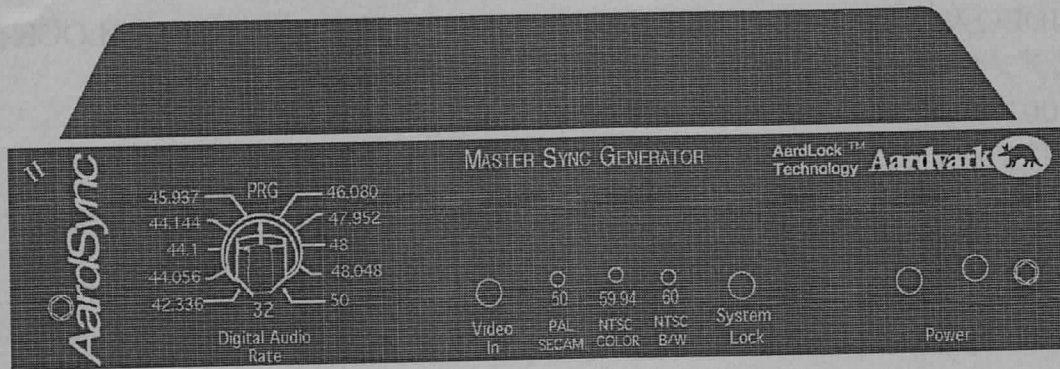 II
AardSync
MASTER SYNC GENERATOR
AardLock ™
Technology
Aardvark
PRG
45.937
46.080
44.144
47.952
44.1
48
44.056
48.048
42.336
50
32
Digital Audio
Rate
Video
In
50
PAL
SECAM
59.94
NTSC
COLOR
60
NTSC
B/W
System
Lock
Power